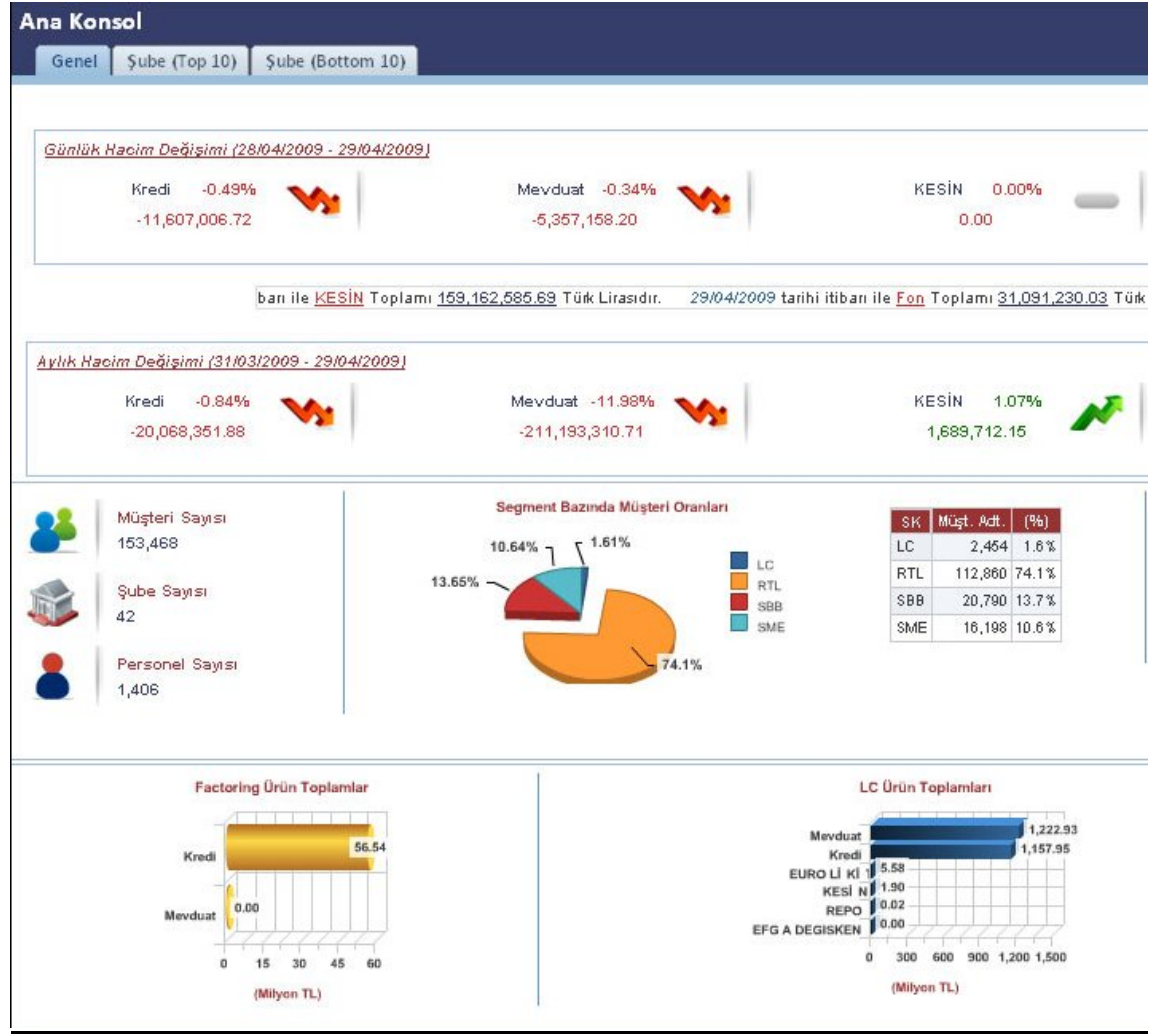 Ana Konsol
Genel Şube (Top 10) Şube (Bottom 10)
Günlük Hacim Değişimi (28/04/2009 - 29/04/2009)
Kredi -0.49% Mevduat -0.34% KESİN 0.00%
-11,607,006.72 -5,357,158.20 0.00
barı ile KESİN Toplamı 159,162,585.69 Türk Lirasıdır. 29/04/2009 tarihi itibarı ile Fon Toplamı 31,091,230.03 Türk
Aylık Hacim Değişimi (31/03/2009 - 29/04/2009)
Kredi -0.84% Mevduat -11.98% KESİN 1.07%
-20,068,351.88 -211,193,310.71 1,689,712.15
Müşteri Sayısı
153,468
Şube Sayısı
42
Personel Sayısı
1,406
Segment Bazında Müşteri Oranları
10.64% 1.61%
13.65%
74.1%
LC
RTL
SBB
SME
SK Müşt. Adt. (%)
LC 2,454 1.6%
RTL 112,860 74.1%
SBB 20,790 13.7%
SME 16,198 10.6%
Factoring Ürün Toplamlar
Kredi 56.54
Mevduat 0.00
0 15 30 45 60
(Milyon TL)
LC Ürün Toplamları
Mevduat 1,222.93
Kredi 1,157.95
EURO Lİ Kİ 5.58
KESİ N 1.90
REPO 0.02
EFG A DEGISKEN 0.00
0 300 600 900 1,200 1,500
(Milyon TL)